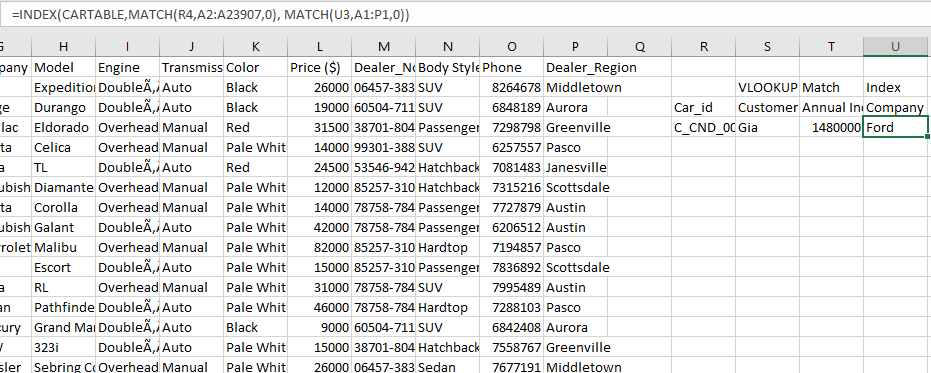 =INDEX(CARTABLE,MATCH(R4,A2:A23907,0), MATCH(U3,A1:P1,0))
G H I J K L M N O P Q R S T U
pany Model Engine Transmiss Color Price ($) Dealer_No Body Style Phone Dealer_Region
Expedition DoubleÃ‚Â Auto Black 26000 06457-383 SUV 8264678 Middletown VLOOKUP Match Index
ge Durango DoubleÃ‚Â Auto Black 19000 60504-711 SUV 6848189 Aurora Car_id Customer Annual Inc Company
lac Eldorado Overhead Manual Red 31500 38701-804 Passenger 7298798 Greenville C_CND_00 Gia 1480000 Ford
ta Celica Overhead Manual Pale Whit 14000 99301-388 SUV 6257557 Pasco
a TL DoubleÃ‚Â Auto Red 24500 53546-942 Hatchback 7081483 Janesville
ubish Diamante Overhead Manual Pale Whit 12000 85257-310 Hatchback 7315216 Scottsdale
ta Corolla Overhead Manual Pale Whit 14000 78758-784 Passenger 7727879 Austin
ubish Galant DoubleÃ‚Â Auto Pale Whit 42000 78758-784 Passenger 6206512 Austin
rolet Malibu Overhead Manual Pale Whit 82000 85257-310 Hardtop 7194857 Pasco
Escort DoubleÃ‚Â Auto Pale Whit 15000 85257-310 Passenger 7836892 Scottsdale
a RL Overhead Manual Pale Whit 31000 78758-784 SUV 7995489 Austin
an Pathfinde DoubleÃ‚Â Auto Pale Whit 46000 78758-784 Hardtop 7288103 Pasco
cury Grand Ma DoubleÃ‚Â Auto Black 9000 60504-711 SUV 6842408 Aurora
323i DoubleÃ‚Â Auto Pale Whit 15000 38701-804 Hatchback 7558767 Greenville
sler Sebring Co Overhead Manual Pale Whit 26000 06457-383 Sedan 7677191 Middletown